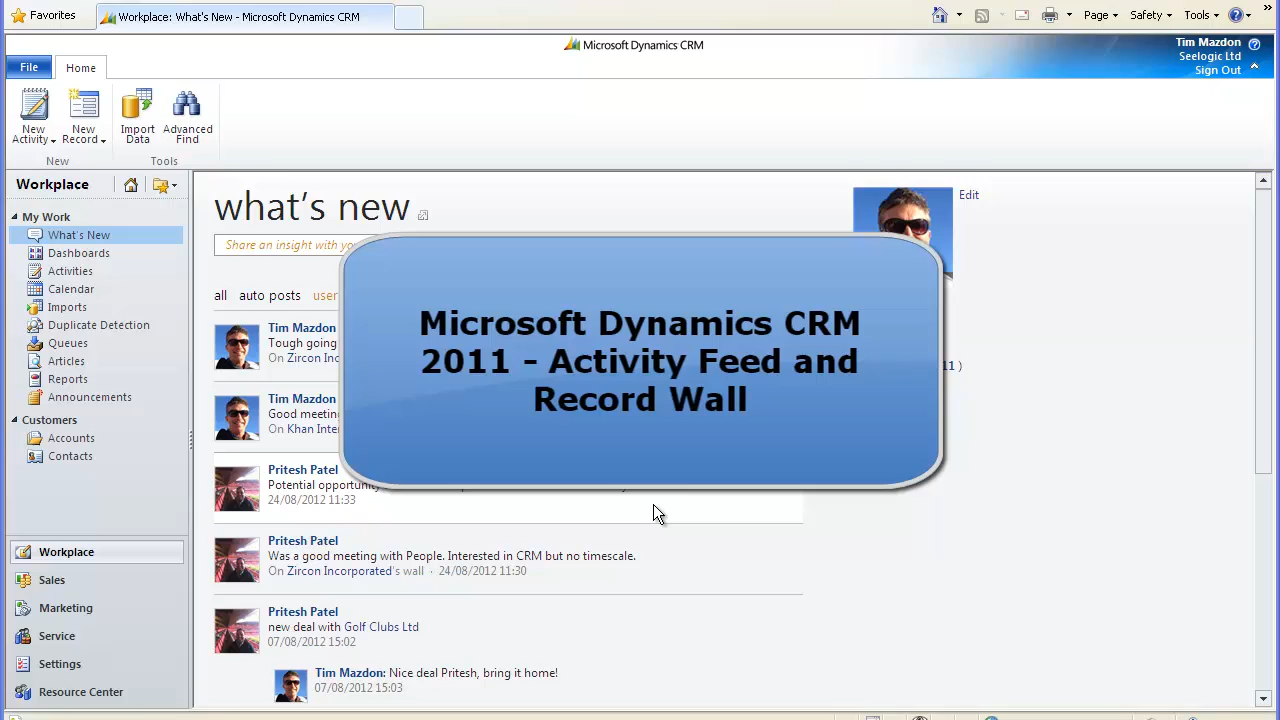 Favorites
Workplace: What's New - Microsoft Dynamics CRM
Page
Safety
Tools
Microsoft Dynamics CRM
Tim Mazdon
Seelogic Ltd
Sign Out
File
Home
New Activity
New Record
Import Data
Advanced Find
New
Tools
Workplace
My Work
What's New
Dashboards
Activities
Calendar
Imports
Duplicate Detection
Queues
Articles
Reports
Announcements
Customers
Accounts
Contacts
Workplace
Sales
Marketing
Service
Settings
Resource Center
what's new
Edit
Share an insight with
all auto posts user
Microsoft Dynamics CRM
2011 - Activity Feed and
Record Wall
11 )
Tim Mazdon
Tough going
On Zircon
Tim Mazdon
Good
On Khan
Pritesh Patel
Potential
24/08/2012 11:33
Pritesh Patel
Was a good meeting with People. Interested in CRM but no timescale.
On Zircon Incorporated's wall · 24/08/2012 11:30
Pritesh Patel
new deal with Golf Clubs Ltd
07/08/2012 15:02
Tim Mazdon: Nice deal Pritesh, bring it home!
07/08/2012 15:03